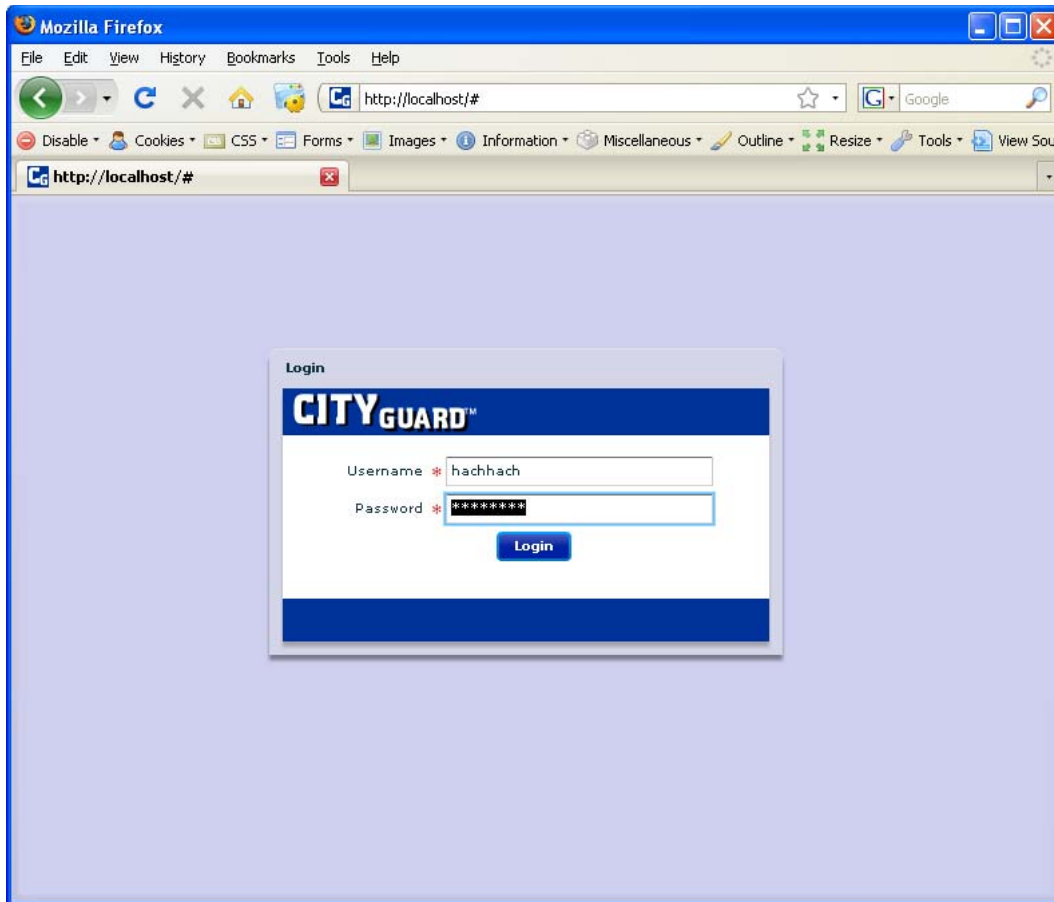 Mozilla Firefox
File Edit View History Bookmarks Tools Help
http://localhost/# G Google
Disable Cookies CSS Forms Images Information Miscellaneous Outline Resize Tools View Sou
http://localhost/#
Login
CITYGUARD™
Username * hachhach
Password * ********
Login